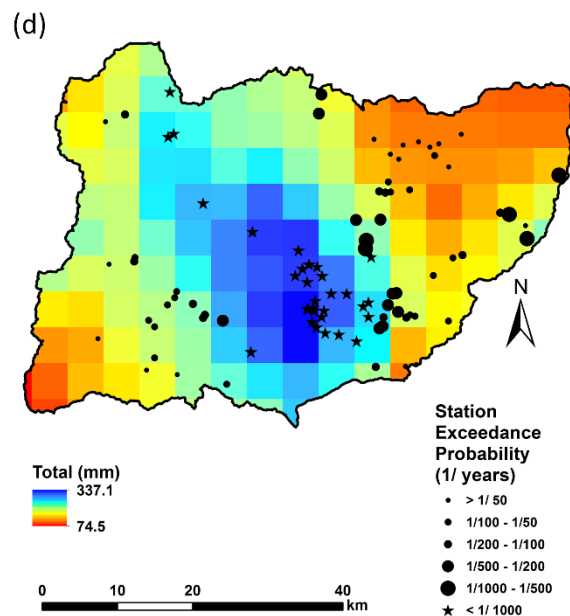 (d)
N
Station
Exceedance
Probability
(1/ years)
> 1/ 50
1/100 - 1/50
1/200 - 1/100
1/500 - 1/200
1/1000 - 1/500
< 1/ 1000
Total (mm)
337.1
74.5
0 10 20 40
km